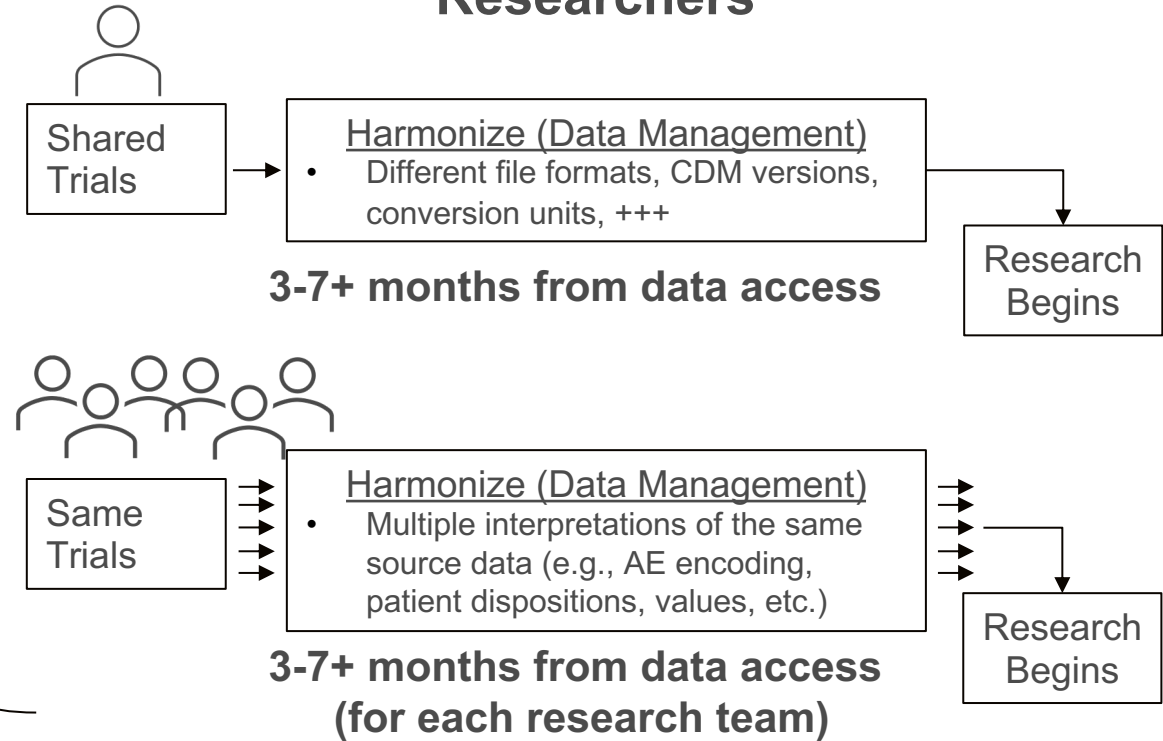 Researchers
Shared
Trials
Harmonize (Data Management)
• Different file formats, CDM versions,
conversion units, +++
3-7+ months from data access
Research
Begins
Same
Trials
Harmonize (Data Management)
• Multiple interpretations of the same
source data (e.g., AE encoding,
patient dispositions, values, etc.)
3-7+ months from data access
(for each research team)
Research
Begins